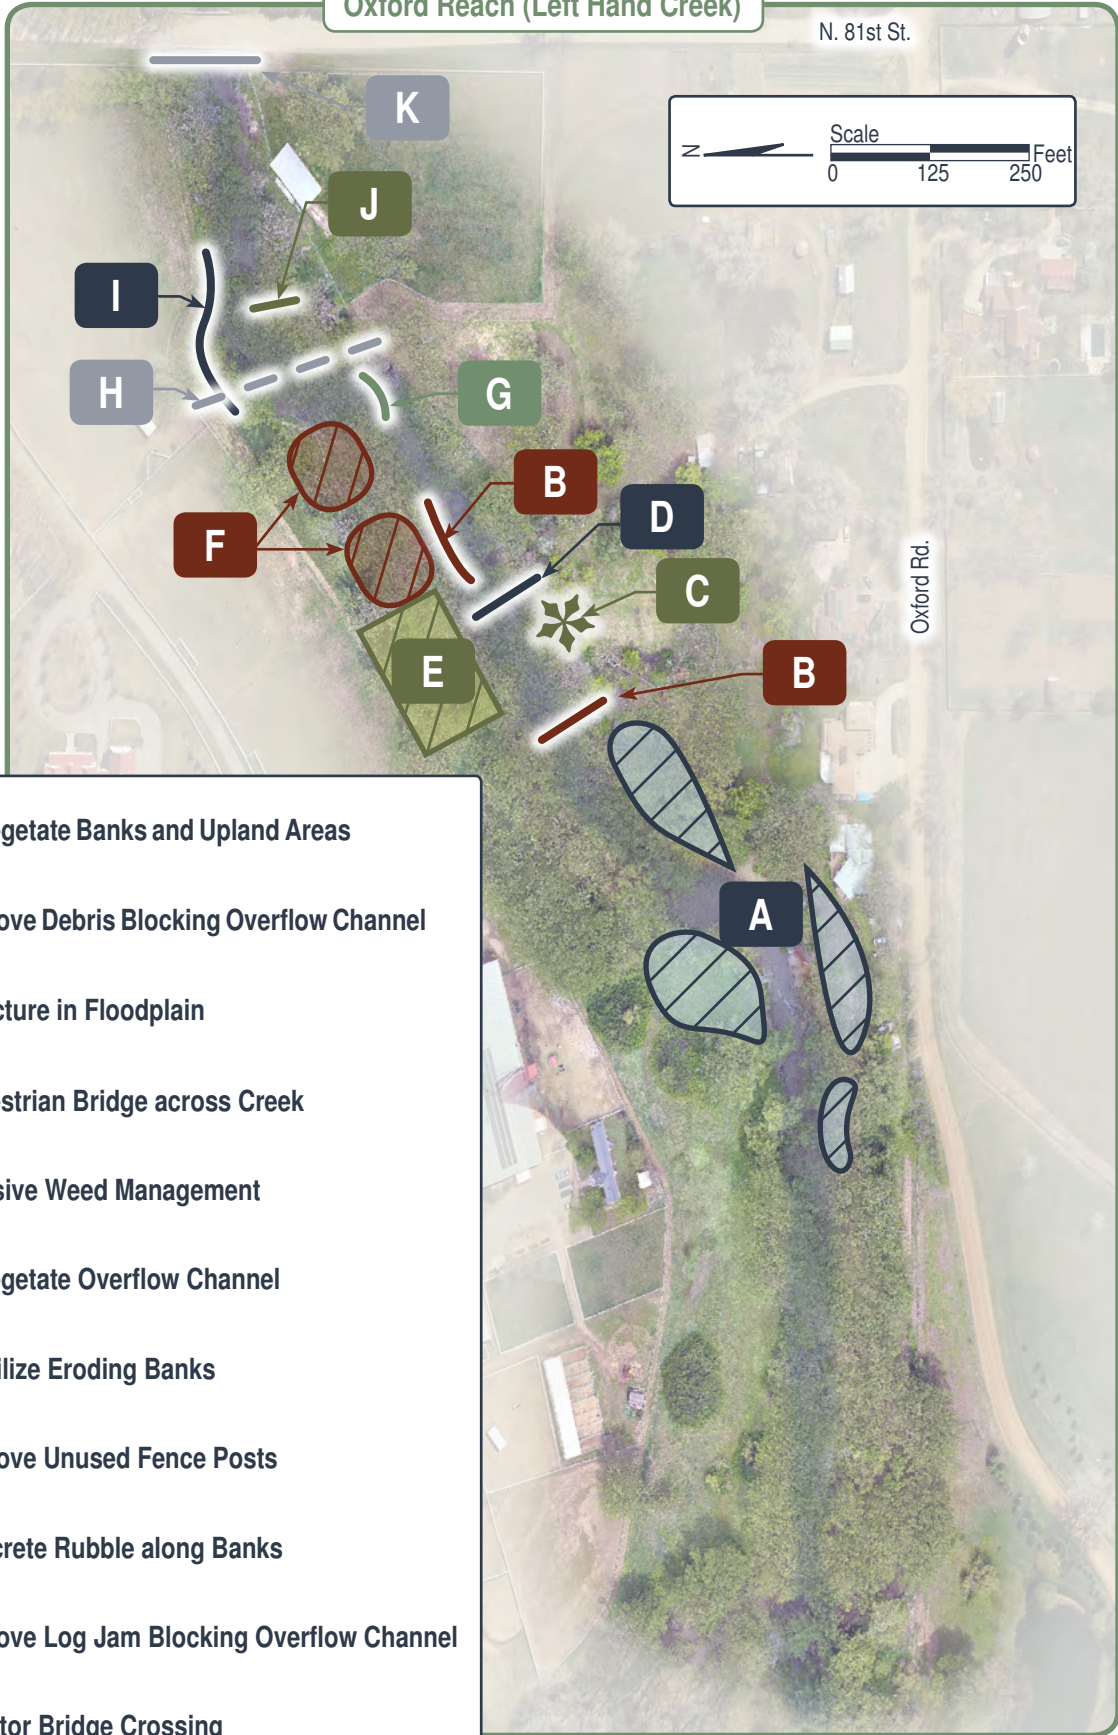 Oxford Reach (Left Hand Creek)
N. 81st St.
K
N
Scale
Feet
0 125 250
J
I
H
G
B
D
F
C
Oxford Rd.
E
B
A
getate Banks and Upland Areas
ove Debris Blocking Overflow Channel
cture in Floodplain
strian Bridge across Creek
sive Weed Management
getate Overflow Channel
ilize Eroding Banks
ove Unused Fence Posts
crete Rubble along Banks
ove Log Jam Blocking Overflow Channel
tor Bridge Crossing